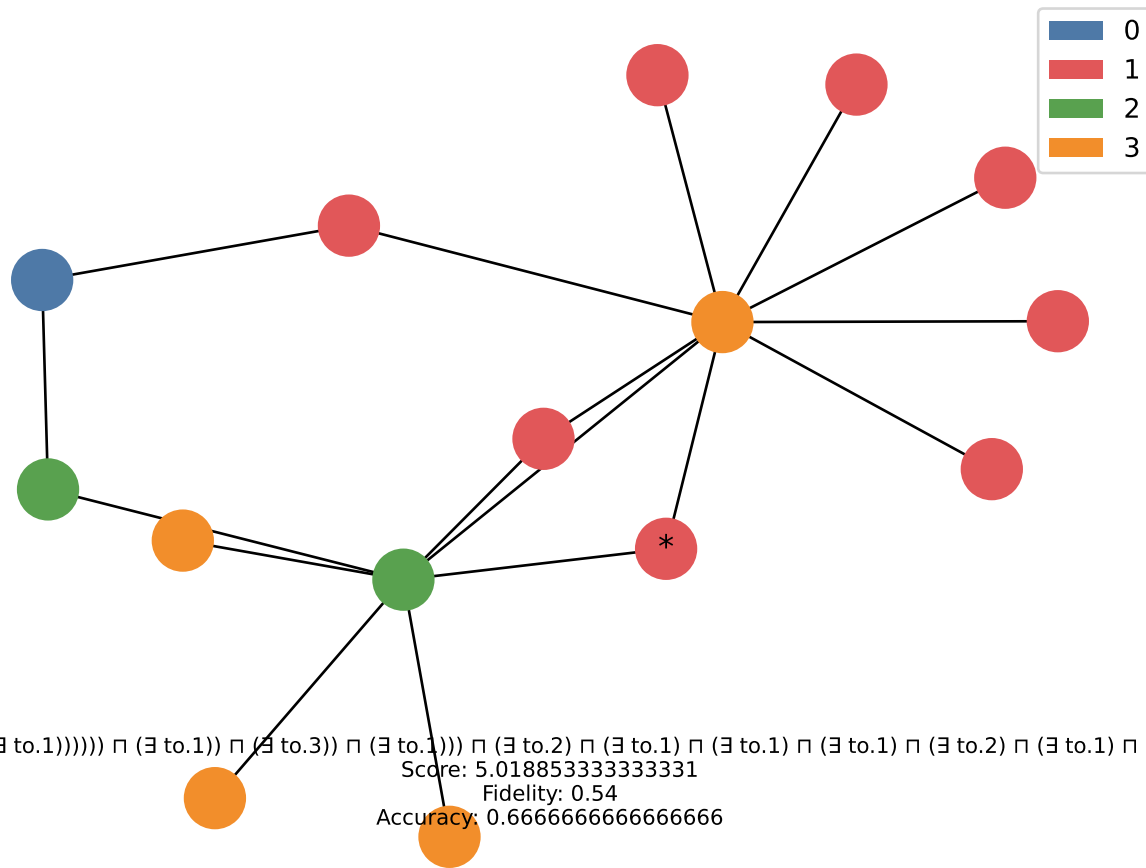 0
1
2
3
*
∃ to.1)))))) ⊓ (∃ to.1)) ⊓ (∃ to.3)) ⊓ (∃ to.1))) ⊓ (∃ to.2) ⊓ (∃ to.1) ⊓ (∃ to.1) ⊓ (∃ to.1) ⊓ (∃ to.2) ⊓ (∃ to.1) ⊓
Score: 5.018853333333331
Fidelity: 0.54
Accuracy: 0.6666666666666666